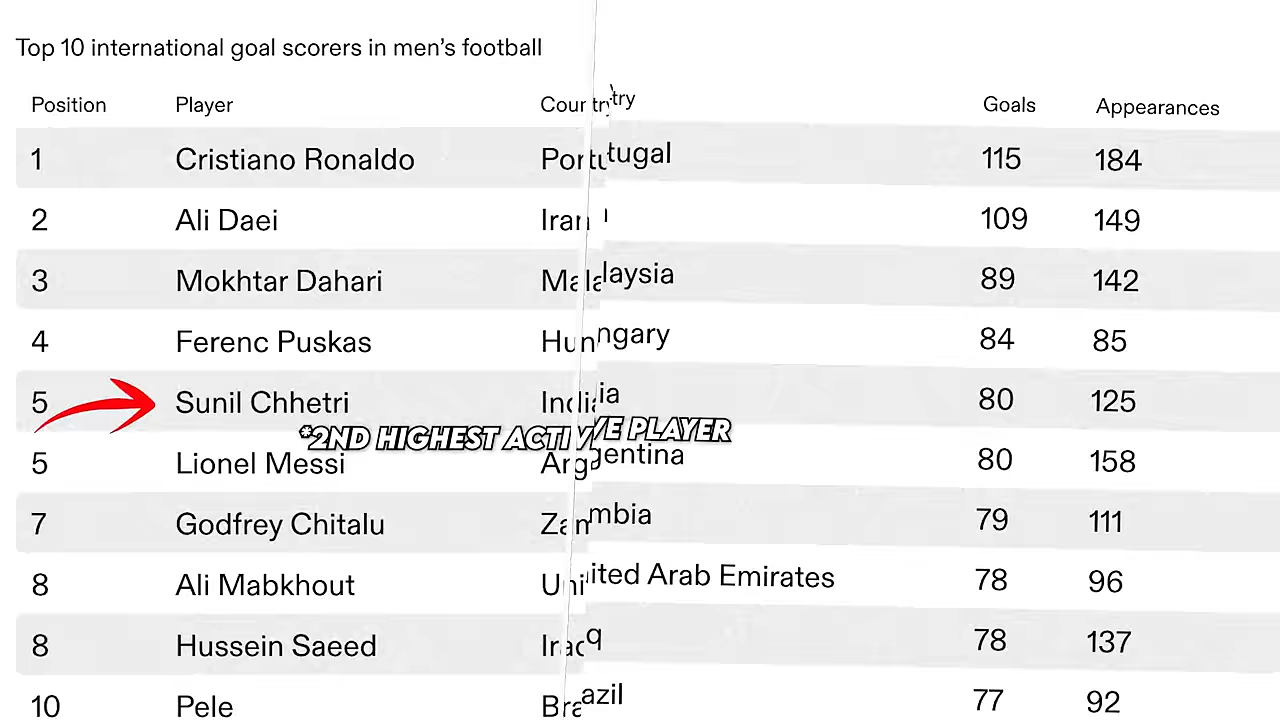 Top 10 international goal scorers in men's football
Position Player Country Goals Appearances
1 Cristiano Ronaldo Portugal 115 184
2 Ali Daei Iran 109 149
3 Mokhtar Dahari Malaysia 89 142
4 Ferenc Puskas Hungary 84 85
5 Sunil Chhetri India 80 125
*2ND HIGHEST ACTIVE PLAYER
5 Lionel Messi Argentina 80 158
7 Godfrey Chitalu Zambia 79 111
8 Ali Mabkhout United Arab Emirates 78 96
8 Hussein Saeed Iraq 78 137
10 Pele Brazil 77 92